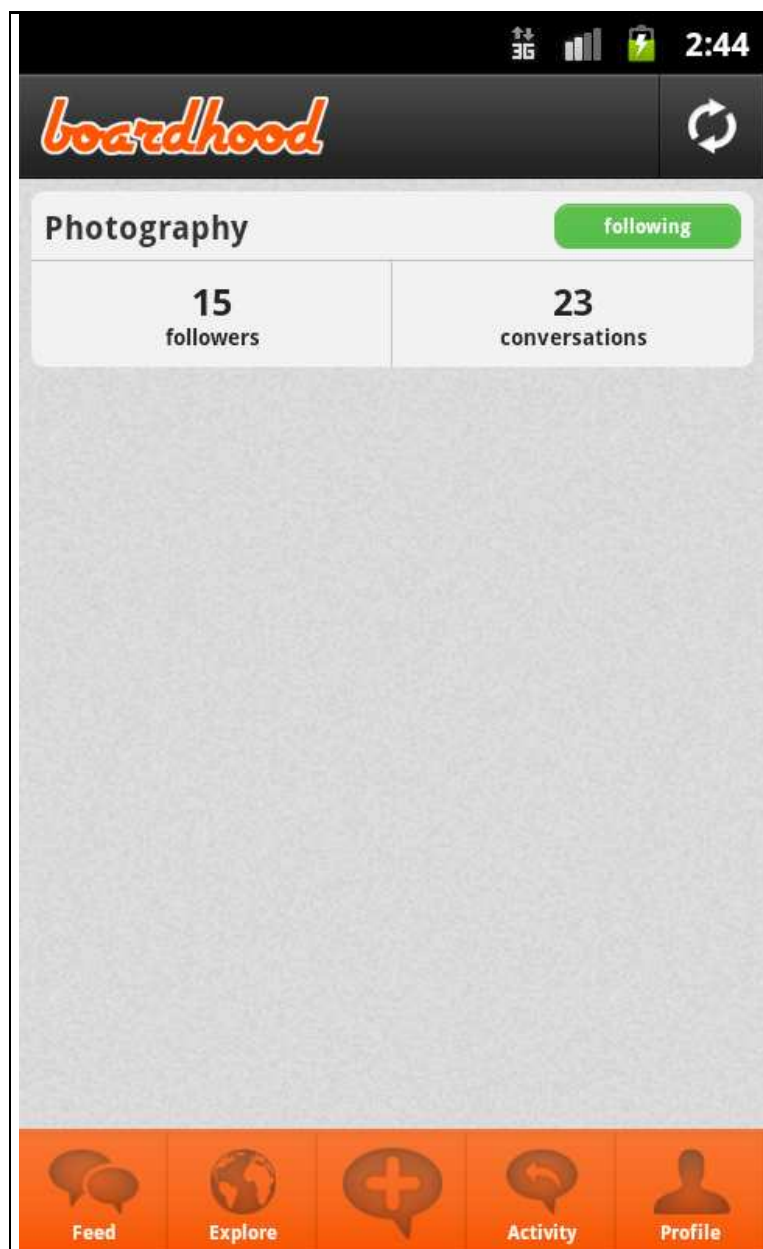 3G 2:44
boardhood
Photography following
15 23
followers conversations
Feed Explore Activity Profile